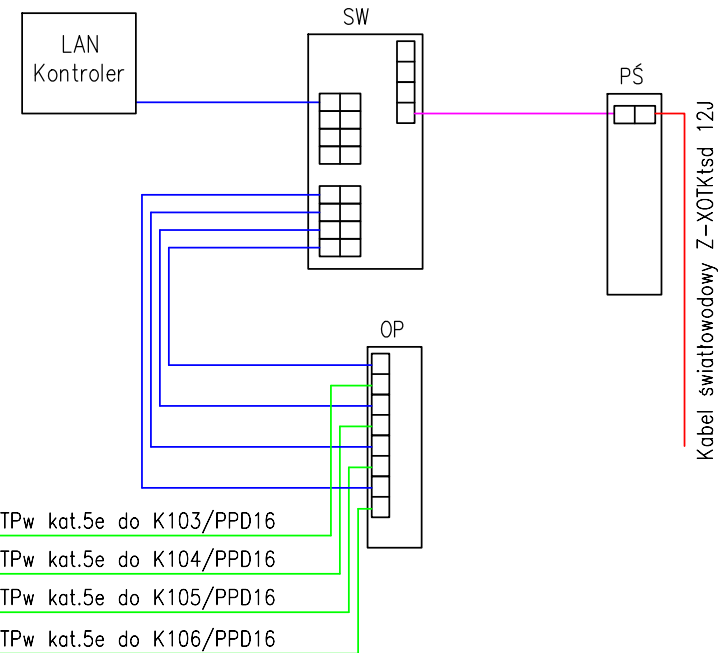 SW
LAN
Kontroler
PŚ
Kabel światłowodowy Z-XOTKtsd 12J
OP
TPw kat.5e do K103/PPD16
TPw kat.5e do K104/PPD16
TPw kat.5e do K105/PPD16
TPw kat.5e do K106/PPD16